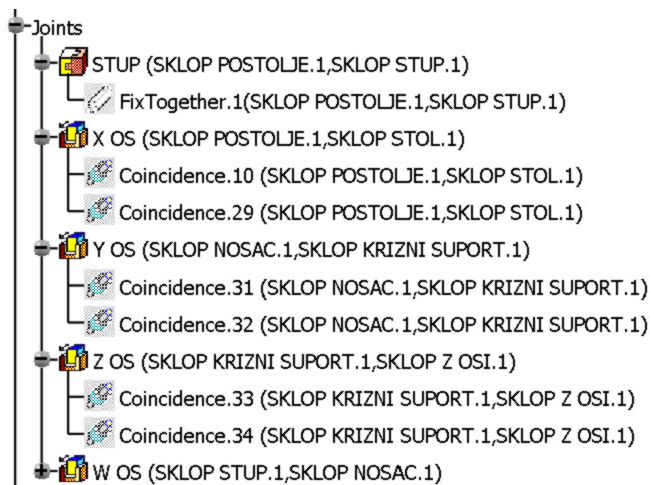 Joints
STUP (SKLOP POSTOLJE.1,SKLOP STUP.1)
FixTogether.1(SKLOP POSTOLJE.1,SKLOP STUP.1)
X OS (SKLOP POSTOLJE.1,SKLOP STOL.1)
Coincidence.10 (SKLOP POSTOLJE.1,SKLOP STOL.1)
Coincidence.29 (SKLOP POSTOLJE.1,SKLOP STOL.1)
Y OS (SKLOP NOSAC.1,SKLOP KRIZNI SUPORT.1)
Coincidence.31 (SKLOP NOSAC.1,SKLOP KRIZNI SUPORT.1)
Coincidence.32 (SKLOP NOSAC.1,SKLOP KRIZNI SUPORT.1)
Z OS (SKLOP KRIZNI SUPORT.1,SKLOP Z OSI.1)
Coincidence.33 (SKLOP KRIZNI SUPORT.1,SKLOP Z OSI.1)
Coincidence.34 (SKLOP KRIZNI SUPORT.1,SKLOP Z OSI.1)
W OS (SKLOP STUP.1,SKLOP NOSAC.1)